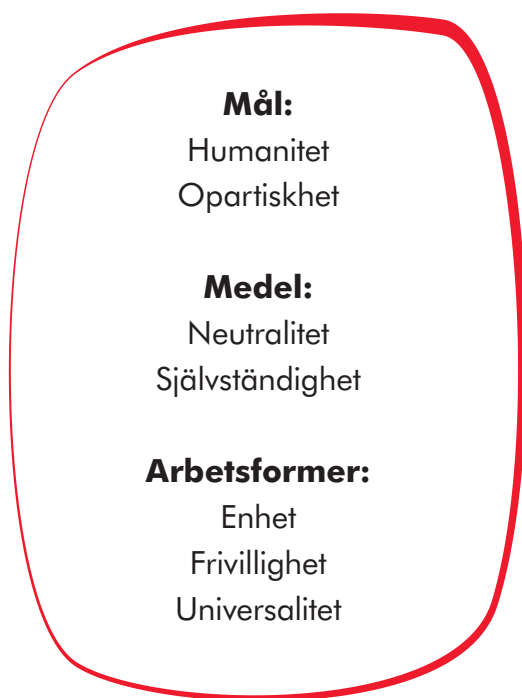 Mål:
Humanitet
Opartiskhet
Medel:
Neutralitet
Självständighet
Arbetsformer:
Enhet
Frivillighet
Universalitet